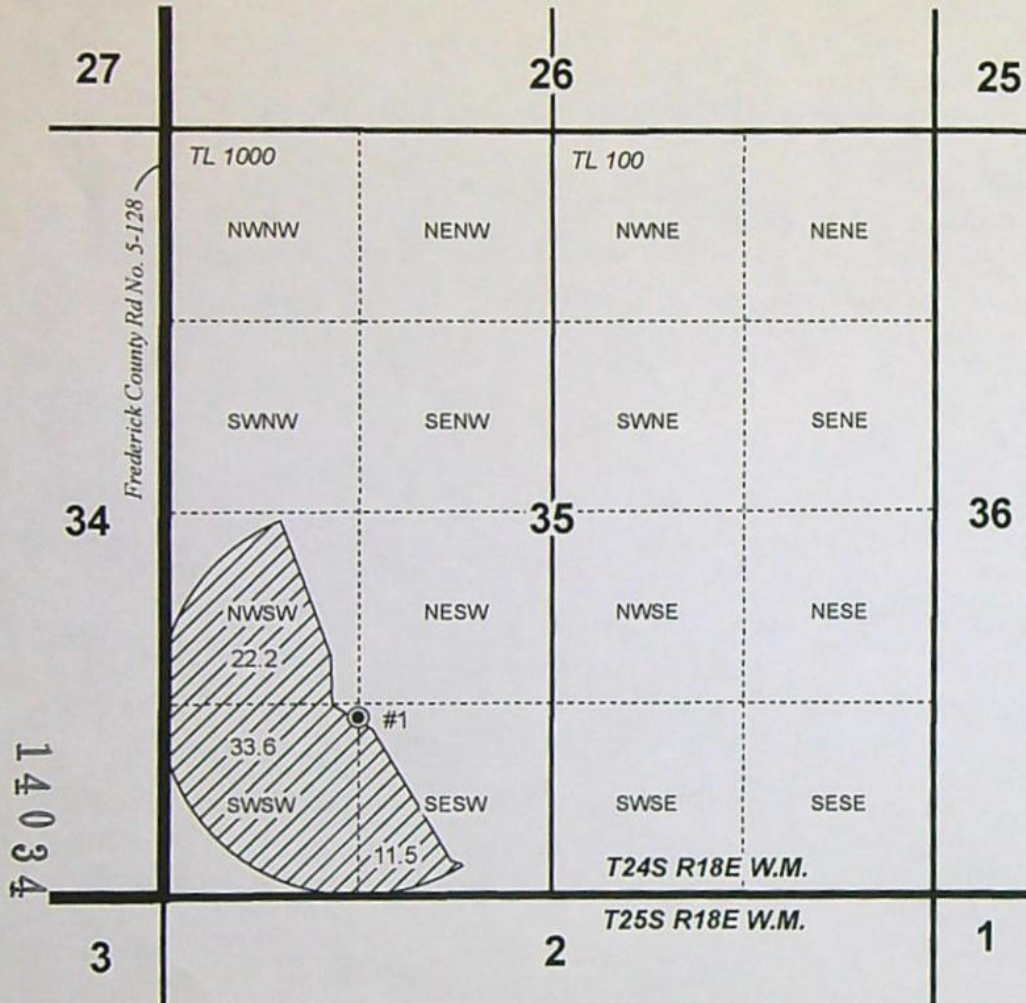 27 26 25
TL 1000 TL 100
Frederick County Rd No. 5-128
NWNW NENW NWNE NENE
SWNW SENW SWNE SENE
34 35 36
NWSW NESW NWSE NESE
22.2
#1
33.6
SWSW SESW SWSE SESE
11.5
T24S R18E W.M.
T25S R18E W.M.
3 2 1
14034